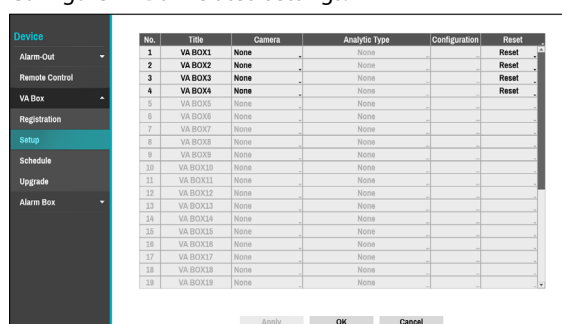 Device
Alarm-Out
Remote Control
VA Box
Registration
Setup
Schedule
Upgrade
Alarm Box
No. Title Camera Analytic Type Configuration Reset
1 VA BOX1 None None Reset
2 VA BOX2 None None Reset
3 VA BOX3 None None Reset
4 VA BOX4 None None Reset
5 VA BOX5 None None
6 VA BOX6 None None
7 VA BOX7 None None
8 VA BOX8 None None
9 VA BOX9 None None
10 VA BOX10 None None
11 VA BOX11 None None
12 VA BOX12 None None
13 VA BOX13 None None
14 VA BOX14 None None
15 VA BOX15 None None
16 VA BOX16 None None
17 VA BOX17 None None
18 VA BOX18 None None
19 VA BOX19 None None
Apply OK Cancel